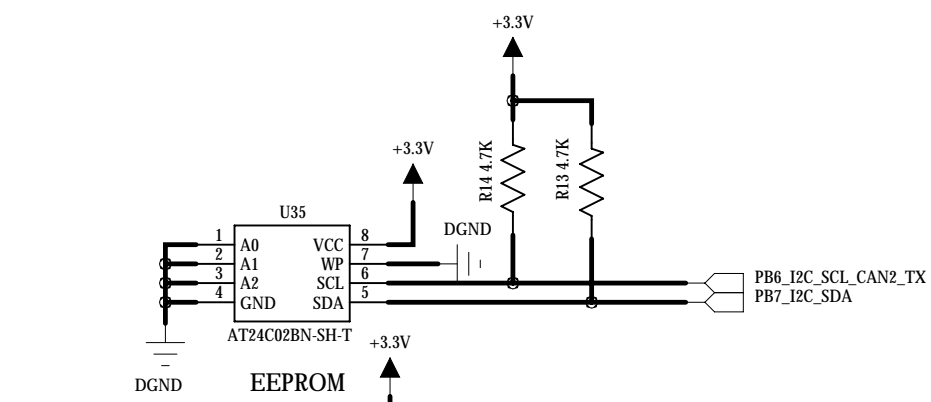 +3.3V
R14 4.7K
R13 4.7K
+3.3V
U35
DGND
1 A0 VCC 8
2 A1 WP 7
3 A2 SCL 6
4 GND SDA 5
PB6_I2C_SCL_CAN2_TX
PB7_I2C_SDA
AT24C02BN-SH-T
+3.3V
DGND
EEPROM